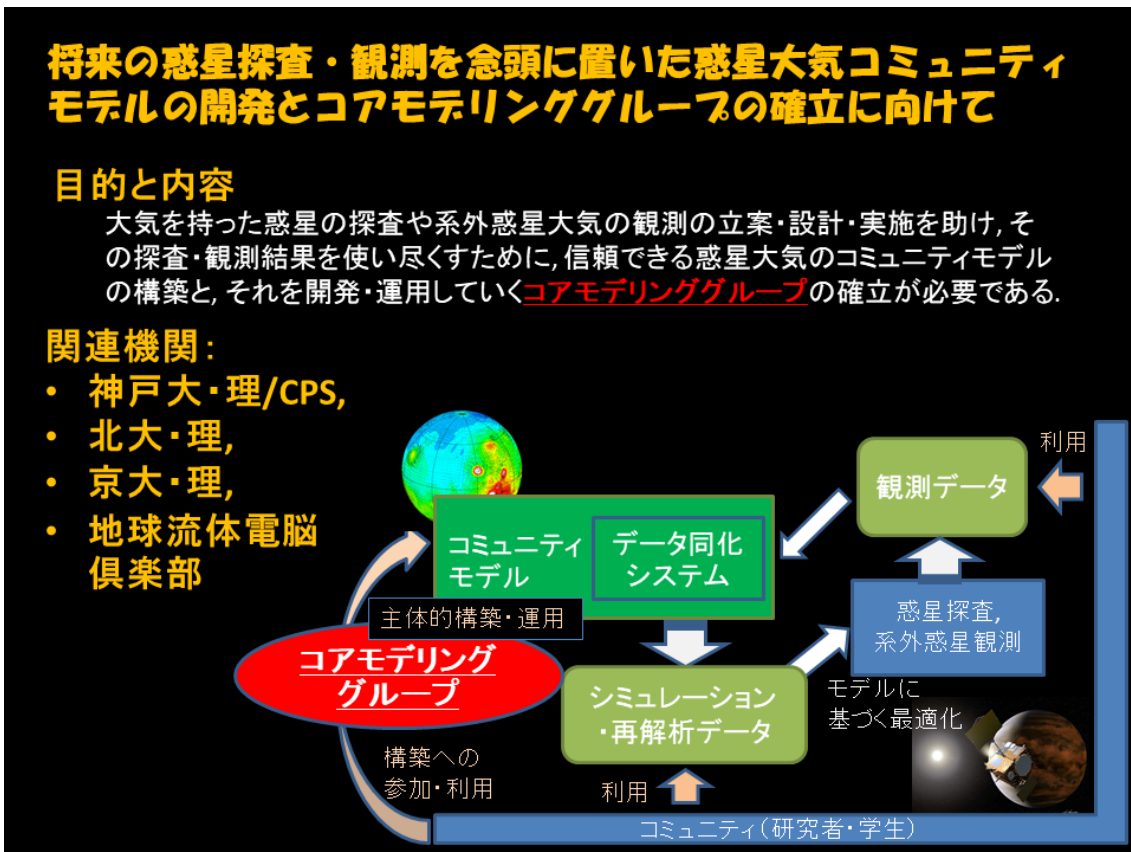 将来の惑星探査・観測を念頭に置いた惑星大気コミュニティ
モデルの開発とコアモデリンググループの確立に向けて
目的と内容
大気を持った惑星の探査や系外惑星大気の観測の立案・設計・実施を助け, そ
の探査・観測結果を使い尽くすために, 信頼できる惑星大気のコミュニティモデル
の構築と, それを開発・運用していくコアモデリンググループの確立が必要である.
関連機関：
• 神戸大・理/CPS,
• 北大・理,
• 京大・理,
• 地球流体電脳
倶楽部
利用
観測データ
コミュニティ
モデル
データ同化
システム
主体的構築・運用
惑星探査,
系外惑星観測
コアモデリング
グループ
シミュレーション
・再解析データ
モデルに
基づく最適化
構築への
参加・利用
利用
コミュニティ（研究者・学生）